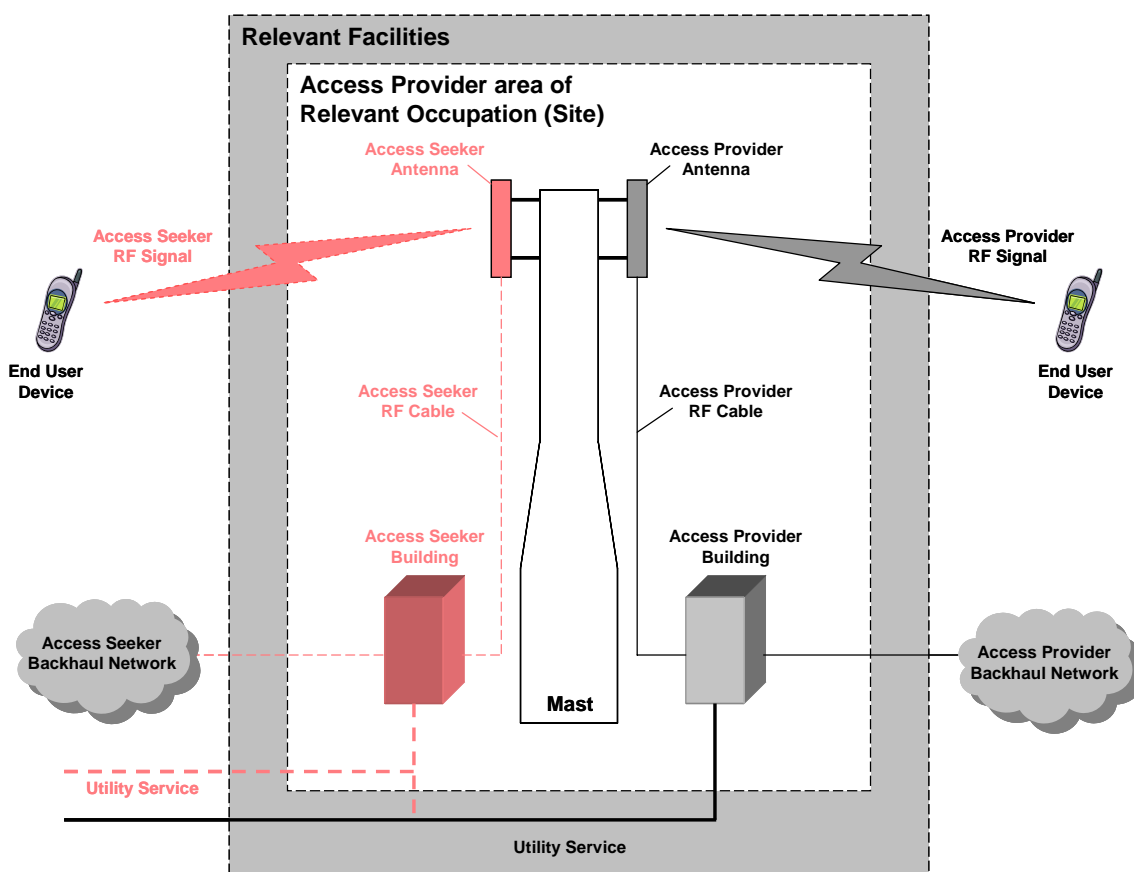 Relevant Facilities
Access Provider area of
Relevant Occupation (Site)
Access Seeker
Antenna
Access Provider
Antenna
Access Seeker
RF Signal
Access Provider
RF Signal
End User
Device
End User
Device
Access Seeker
RF Cable
Access Provider
RF Cable
Access Seeker
Building
Access Provider
Building
Access Seeker
Backhaul Network
Access Provider
Backhaul Network
Mast
Utility Service
Utility Service